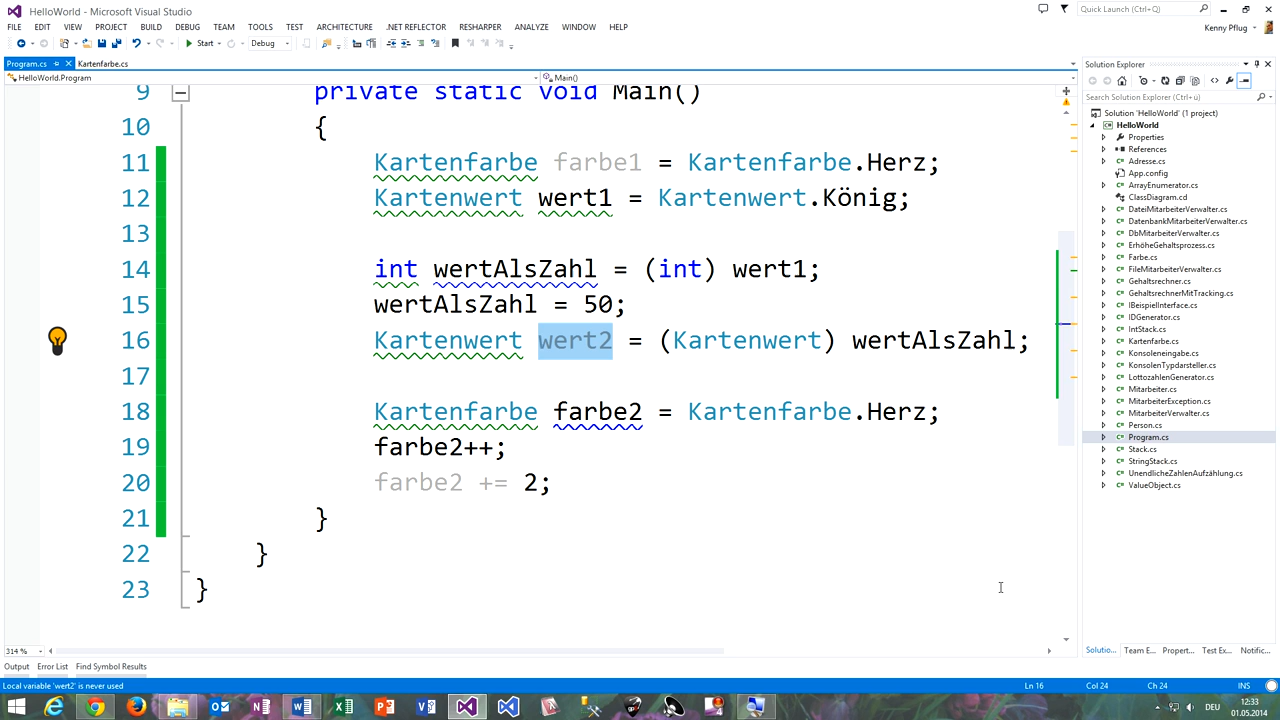 HelloWorld - Microsoft Visual Studio
Quick Launch (Ctrl+Q)
FILE EDIT VIEW PROJECT BUILD DEBUG TEAM TOOLS TEST ARCHITECTURE .NET REFLECTOR RESHARPER ANALYZE WINDOW HELP
Kenny Pflug
Start
Debug
Program.cs
Kartenfarbe.cs
HelloWorld.Program
Main()
9 private static void Main()
10 {
11 Kartenfarbe farbe1 = Kartenfarbe.Herz;
12 Kartenwert wert1 = Kartenwert.König;
13
14 int wertAlsZahl = (int) wert1;
15 wertAlsZahl = 50;
16 Kartenwert wert2 = (Kartenwert) wertAlsZahl;
17
18 Kartenfarbe farbe2 = Kartenfarbe.Herz;
19 farbe2++;
20 farbe2 += 2;
21 }
22 }
23 }
314 %
Solution Explorer
Search Solution Explorer (Ctrl+ü)
Solution 'HelloWorld' (1 project)
HelloWorld
Properties
References
Adresse.cs
App.config
ArrayEnumerator.cs
ClassDiagram.cd
DateiMitarbeiterVerwalter.cs
DatenbankMitarbeiterVerwalter.cs
DbMitarbeiterVerwalter.cs
ErhöheGehaltsprozess.cs
Farbe.cs
FileMitarbeiterVerwalter.cs
Gehaltsrechner.cs
GehaltsrechnerMitTracking.cs
IBeispielInterface.cs
IDGenerator.cs
IntStack.cs
Kartenfarbe.cs
Konsoleneingabe.cs
KonsolenTypdarsteller.cs
LottozahlenGenerator.cs
Mitarbeiter.cs
MitarbeiterException.cs
MitarbeiterVerwalter.cs
Person.cs
Program.cs
Stack.cs
StringStack.cs
UnendlicheZahlenAufzählung.cs
ValueObject.cs
Solutio... Team E... Propert... Test Ex... Notific...
Output Error List Find Symbol Results
Local variable 'wert2' is never used
Ln 16 Col 24 Ch 24 INS
DEU
12:33
01.05.2014